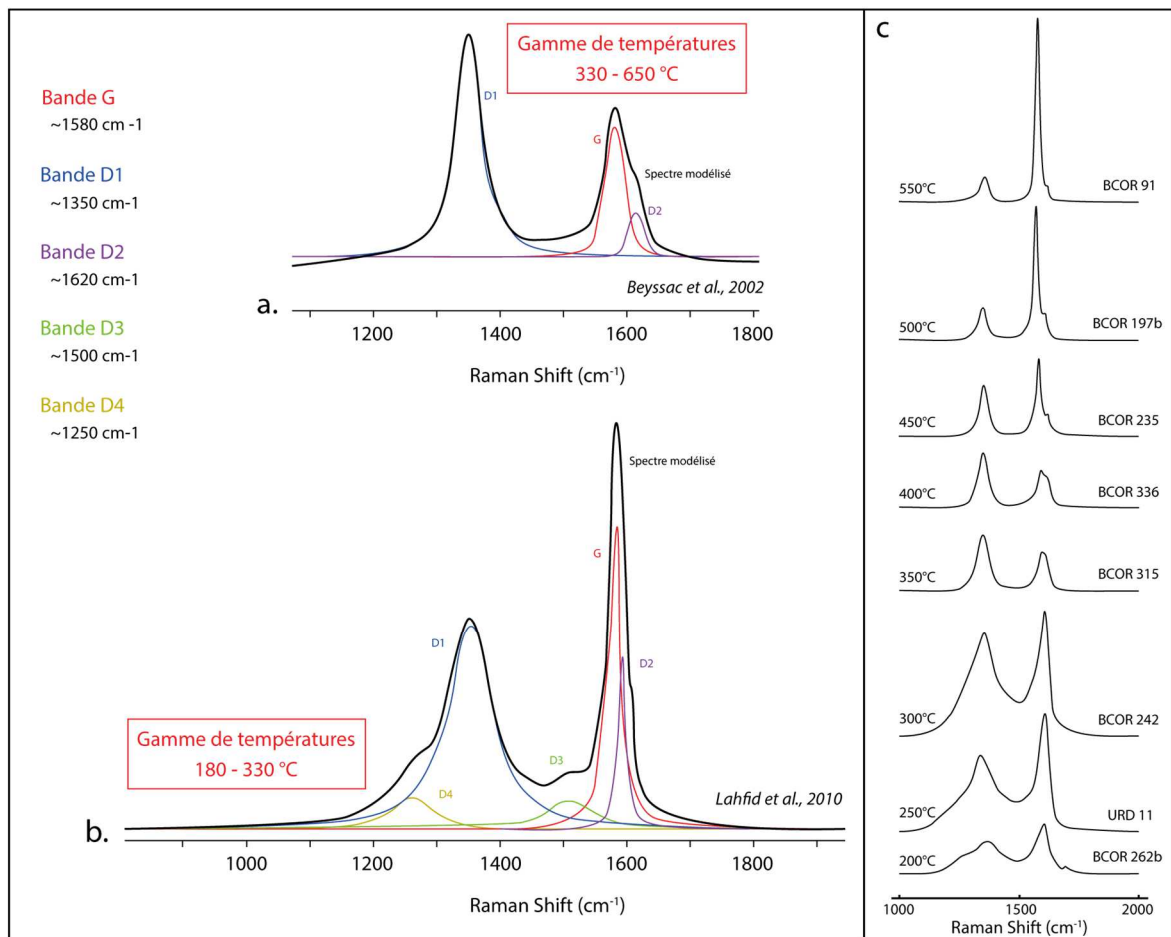 Bande G
~1580 cm -1
Bande D1
~1350 cm-1
Bande D2
~1620 cm-1
Bande D3
~1500 cm-1
Bande D4
~1250 cm-1
a.
Gamme de températures
330 - 650 °C
D1
G
Spectre modélisé
D2
Beyssac et al., 2002
1200 1400 1600 1800
Raman Shift (cm-1)
b.
Spectre modélisé
G
D1
D2
Gamme de températures
180 - 330 °C
D3
D4
Lahfid et al., 2010
1000 1200 1400 1600 1800
Raman Shift (cm-1)
c
550°C BCOR 91
500°C BCOR 197b
450°C BCOR 235
400°C BCOR 336
350°C BCOR 315
300°C BCOR 242
250°C URD 11
200°C BCOR 262b
1000 1500 2000
Raman Shift (cm-1)